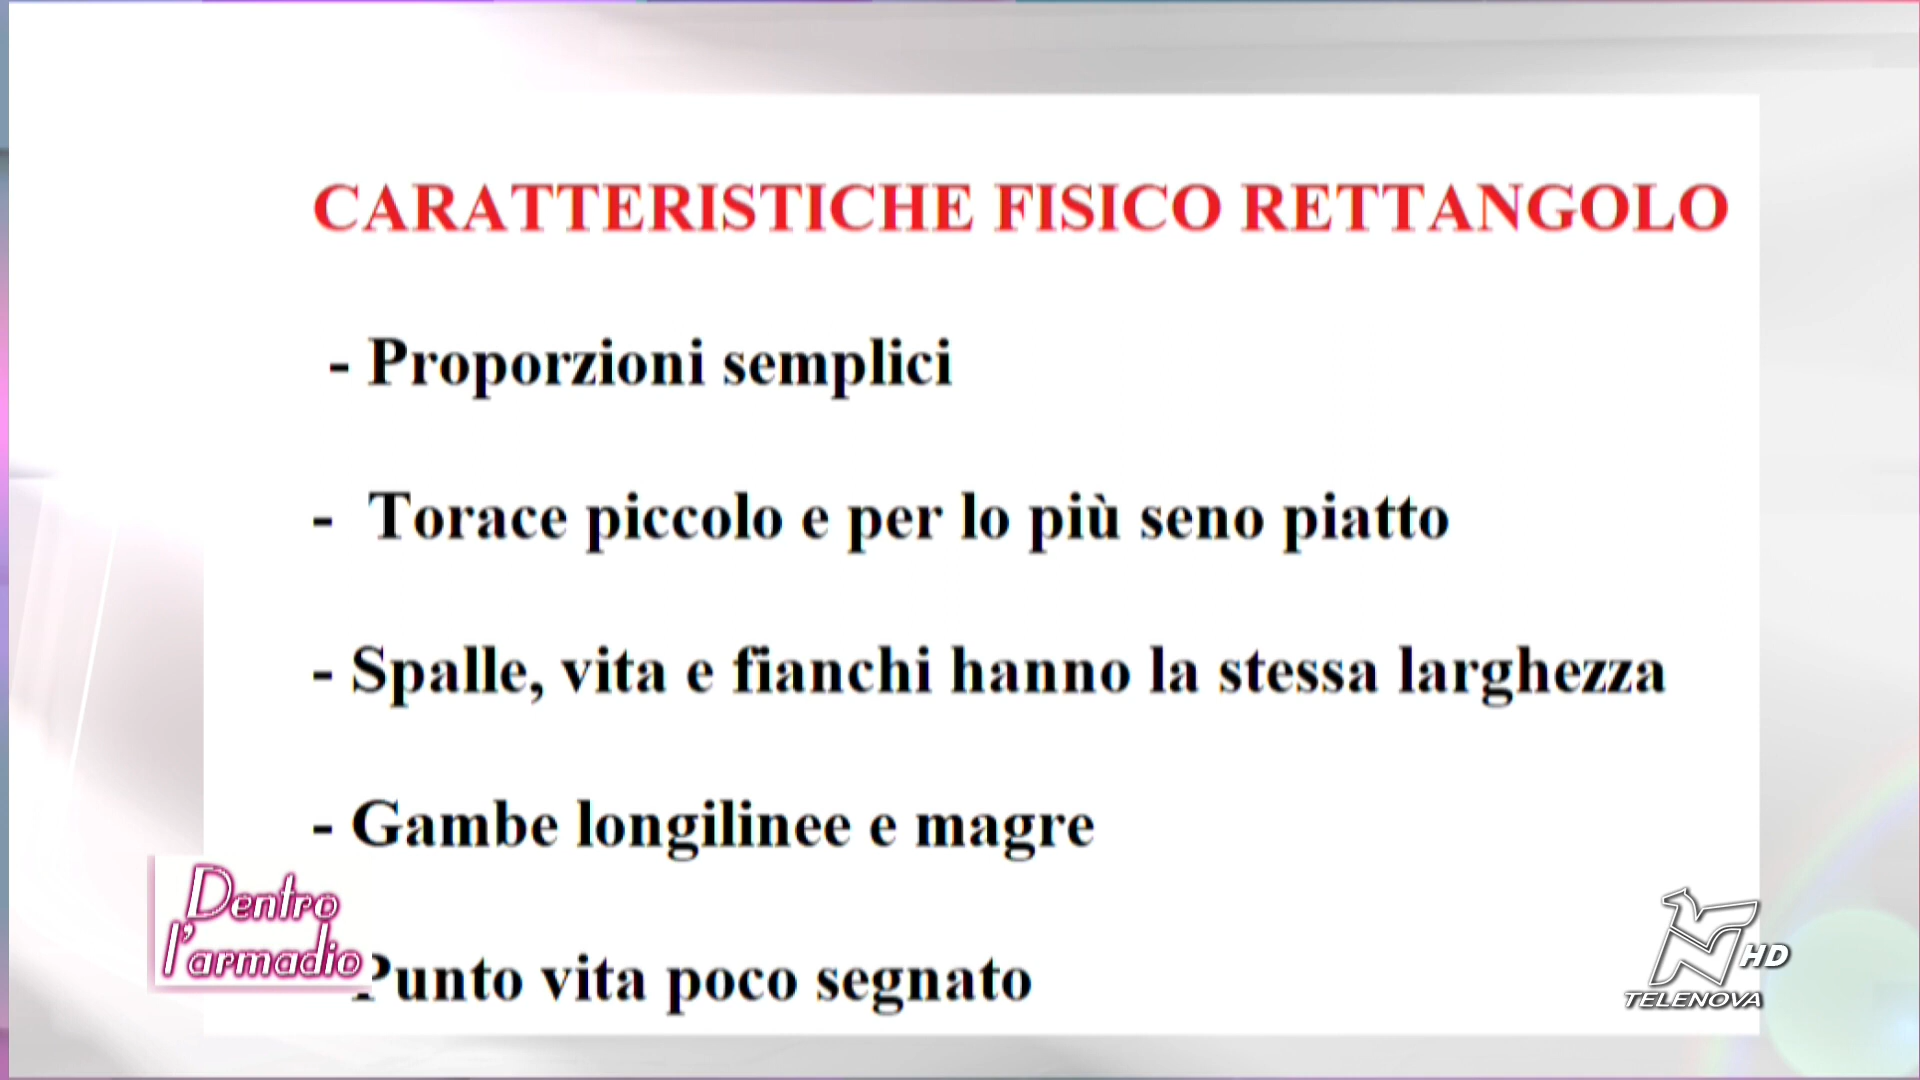 CARATTERISTICHE FISICO RETTANGOLO
- Proporzioni semplici
- Torace piccolo e per lo più seno piatto
- Spalle, vita e fianchi hanno la stessa larghezza
- Gambe longilinee e magre
Punto vita poco segnato
Dentro
l'armadio
HD
TELENOVA